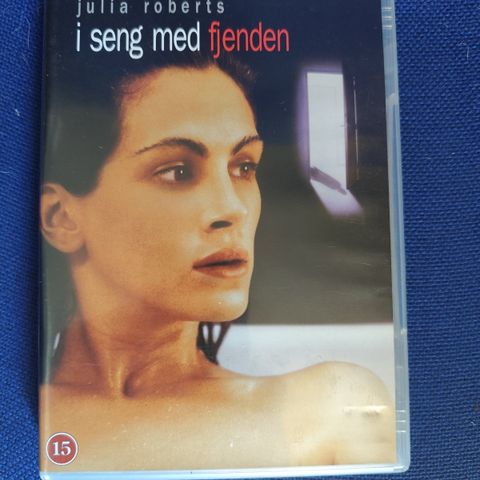 julia roberts
i seng med fjenden
15